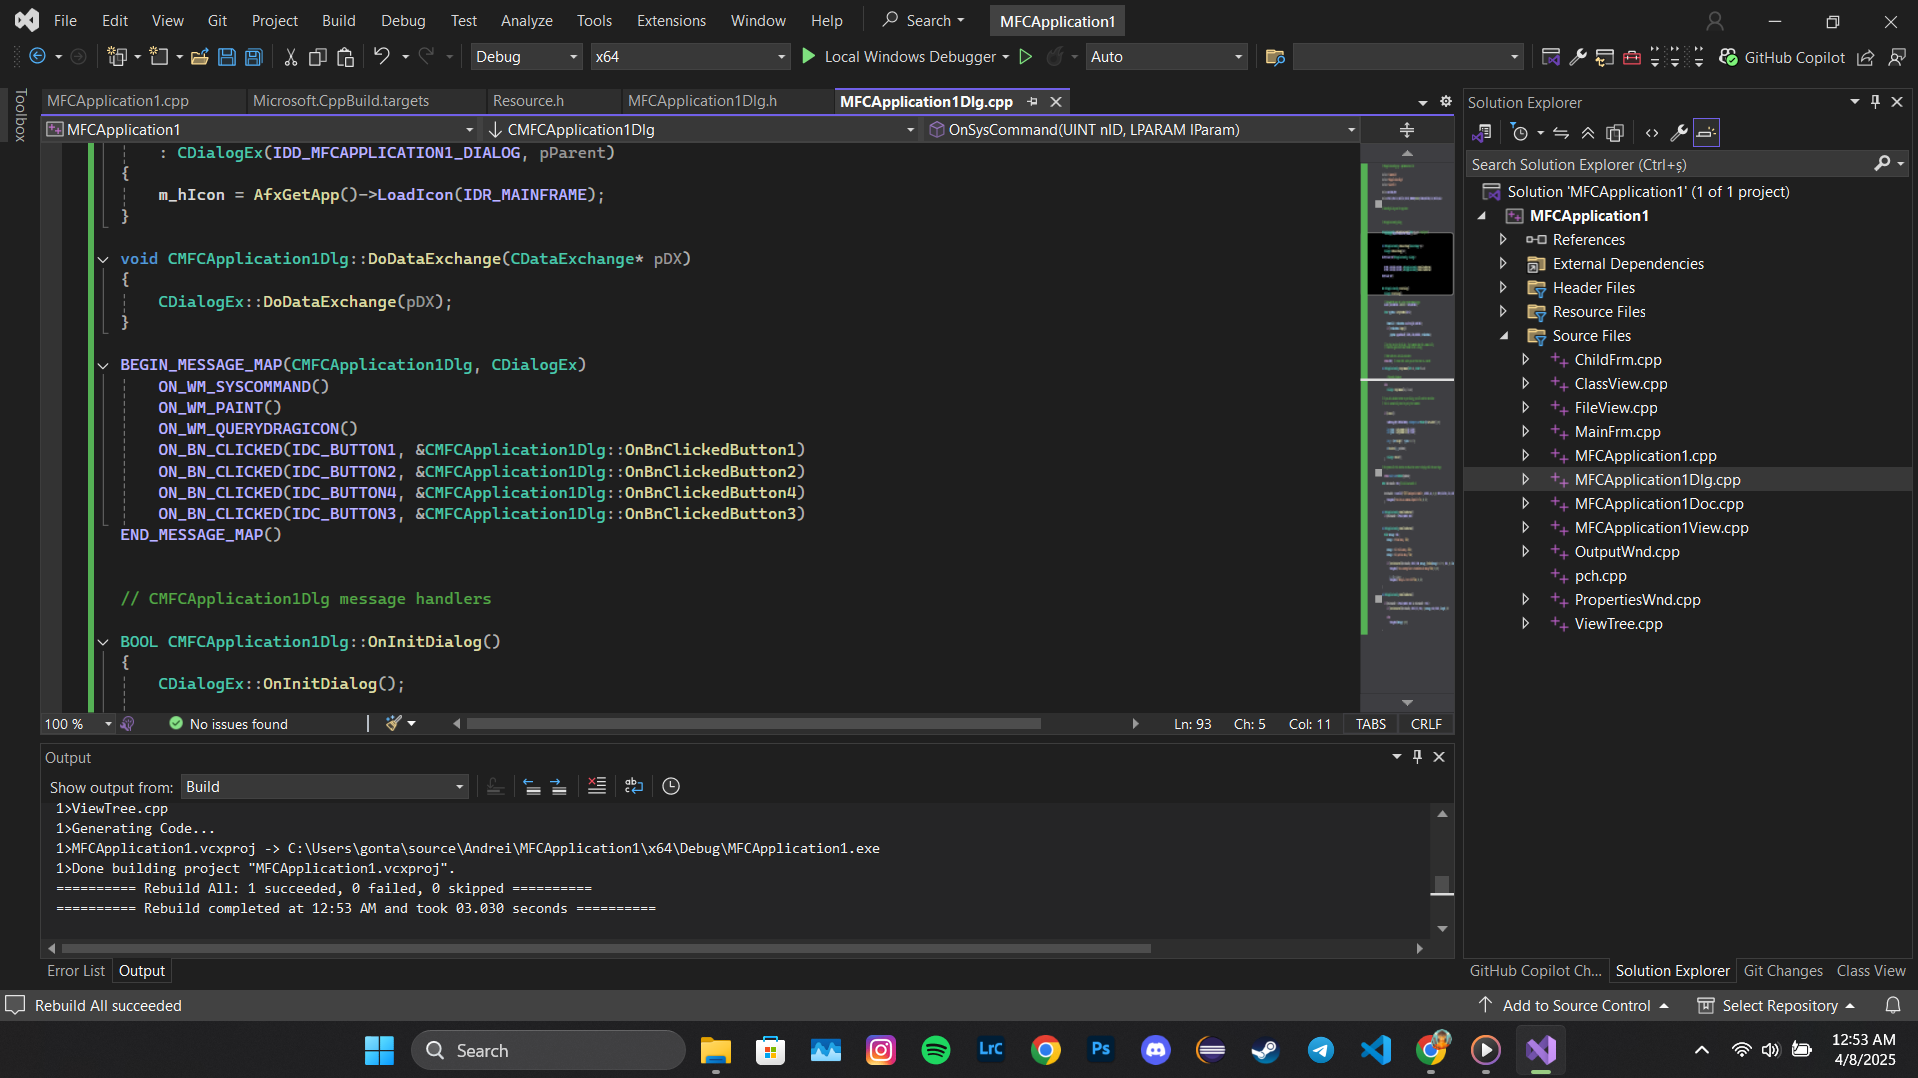 File Edit View Git Project Build Debug Test Analyze Tools Extensions Window Help Search MFCApplication1
Debug x64 Local Windows Debugger Auto GitHub Copilot
Toolbox
MFCApplication1.cpp Microsoft.CppBuild.targets Resource.h MFCApplication1Dlg.h MFCApplication1Dlg.cpp
MFCApplication1 CMFCApplication1Dlg OnSysCommand(UINT nID, LPARAM lParam)
: CDialogEx(IDD_MFCAPPLICATION1_DIALOG, pParent)
{
m_hIcon = AfxGetApp()->LoadIcon(IDR_MAINFRAME);
}
void CMFCApplication1Dlg::DoDataExchange(CDataExchange* pDX)
{
CDialogEx::DoDataExchange(pDX);
}
BEGIN_MESSAGE_MAP(CMFCApplication1Dlg, CDialogEx)
ON_WM_SYSCOMMAND()
ON_WM_PAINT()
ON_WM_QUERYDRAGICON()
ON_BN_CLICKED(IDC_BUTTON1, &CMFCApplication1Dlg::OnBnClickedButton1)
ON_BN_CLICKED(IDC_BUTTON2, &CMFCApplication1Dlg::OnBnClickedButton2)
ON_BN_CLICKED(IDC_BUTTON4, &CMFCApplication1Dlg::OnBnClickedButton4)
ON_BN_CLICKED(IDC_BUTTON3, &CMFCApplication1Dlg::OnBnClickedButton3)
END_MESSAGE_MAP()
// CMFCApplication1Dlg message handlers
BOOL CMFCApplication1Dlg::OnInitDialog()
{
CDialogEx::OnInitDialog();
100 % No issues found Ln: 93 Ch: 5 Col: 11 TABS CRLF
Output
Show output from: Build
1>ViewTree.cpp
1>Generating Code...
1>MFCApplication1.vcxproj -> C:\Users\gonta\source\Andrei\MFCApplication1\x64\Debug\MFCApplication1.exe
1>Done building project "MFCApplication1.vcxproj".
========== Rebuild All: 1 succeeded, 0 failed, 0 skipped ==========
========== Rebuild completed at 12:53 AM and took 03.030 seconds ==========
Error List Output
Solution Explorer
Search Solution Explorer (Ctrl+ș)
Solution 'MFCApplication1' (1 of 1 project)
MFCApplication1
References
External Dependencies
Header Files
Resource Files
Source Files
ChildFrm.cpp
ClassView.cpp
FileView.cpp
MainFrm.cpp
MFCApplication1.cpp
MFCApplication1Dlg.cpp
MFCApplication1Doc.cpp
MFCApplication1View.cpp
OutputWnd.cpp
pch.cpp
PropertiesWnd.cpp
ViewTree.cpp
GitHub Copilot Ch... Solution Explorer Git Changes Class View
Rebuild All succeeded Add to Source Control Select Repository
Search LrC Ps 12:53 AM
4/8/2025